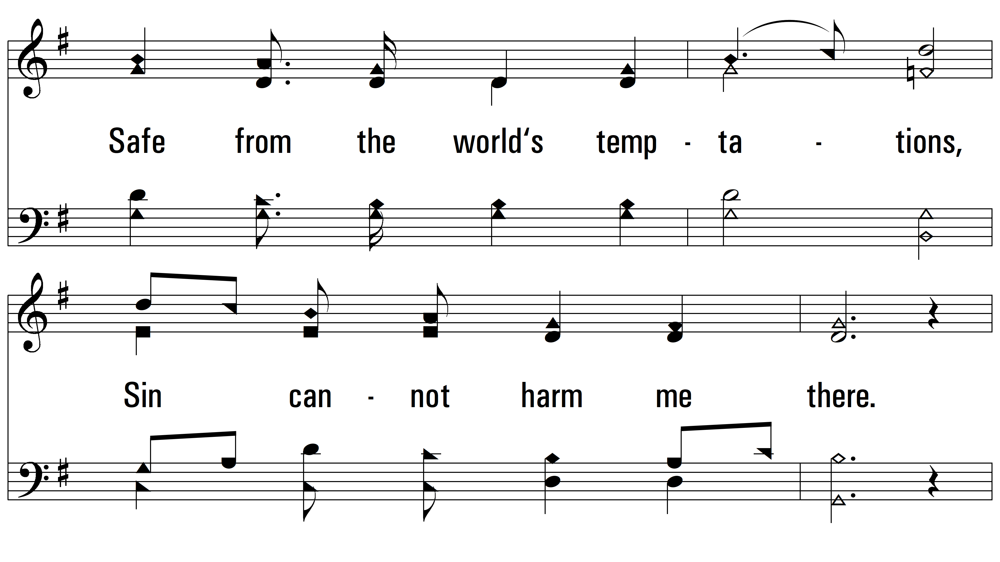 Safe from the world‘s temp - ta - tions,
Sin can - not harm me there.